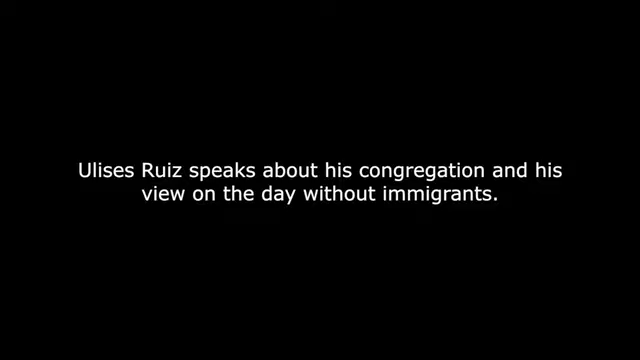 Ulises Ruiz speaks about his congregation and his
view on the day without immigrants.